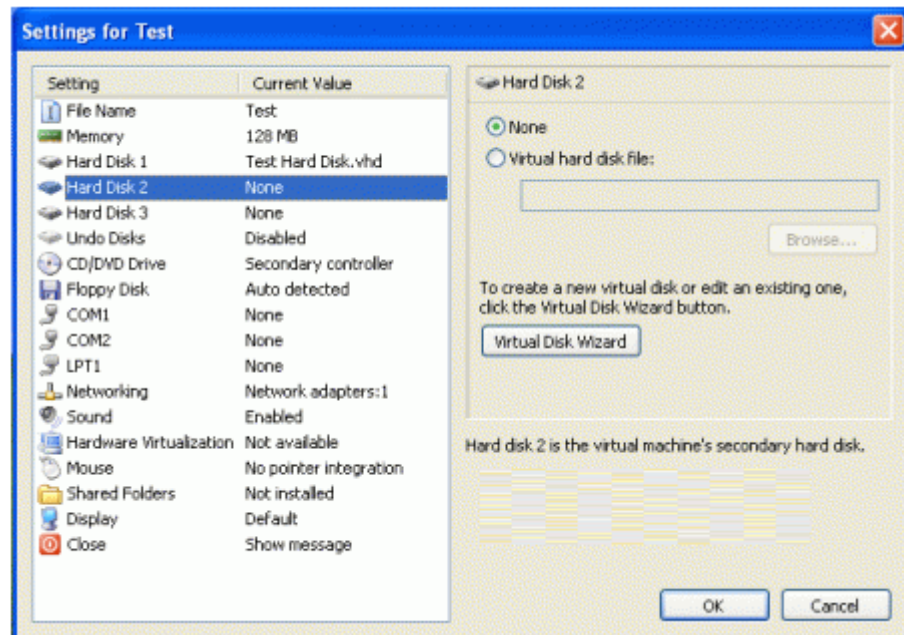 Settings for Test
Setting Current Value
File Name Test
Memory 128 MB
Hard Disk 1 Test Hard Disk.vhd
Hard Disk 2 None
Hard Disk 3 None
Undo Disks Disabled
CD/DVD Drive Secondary controller
Floppy Disk Auto detected
COM1 None
COM2 None
LPT1 None
Networking Network adapters:1
Sound Enabled
Hardware Virtualization Not available
Mouse No pointer integration
Shared Folders Not installed
Display Default
Close Show message
Hard Disk 2
None
Virtual hard disk file:
Browse...
To create a new virtual disk or edit an existing one,
click the Virtual Disk Wizard button.
Virtual Disk Wizard
Hard disk 2 is the virtual machine's secondary hard disk.
OK Cancel